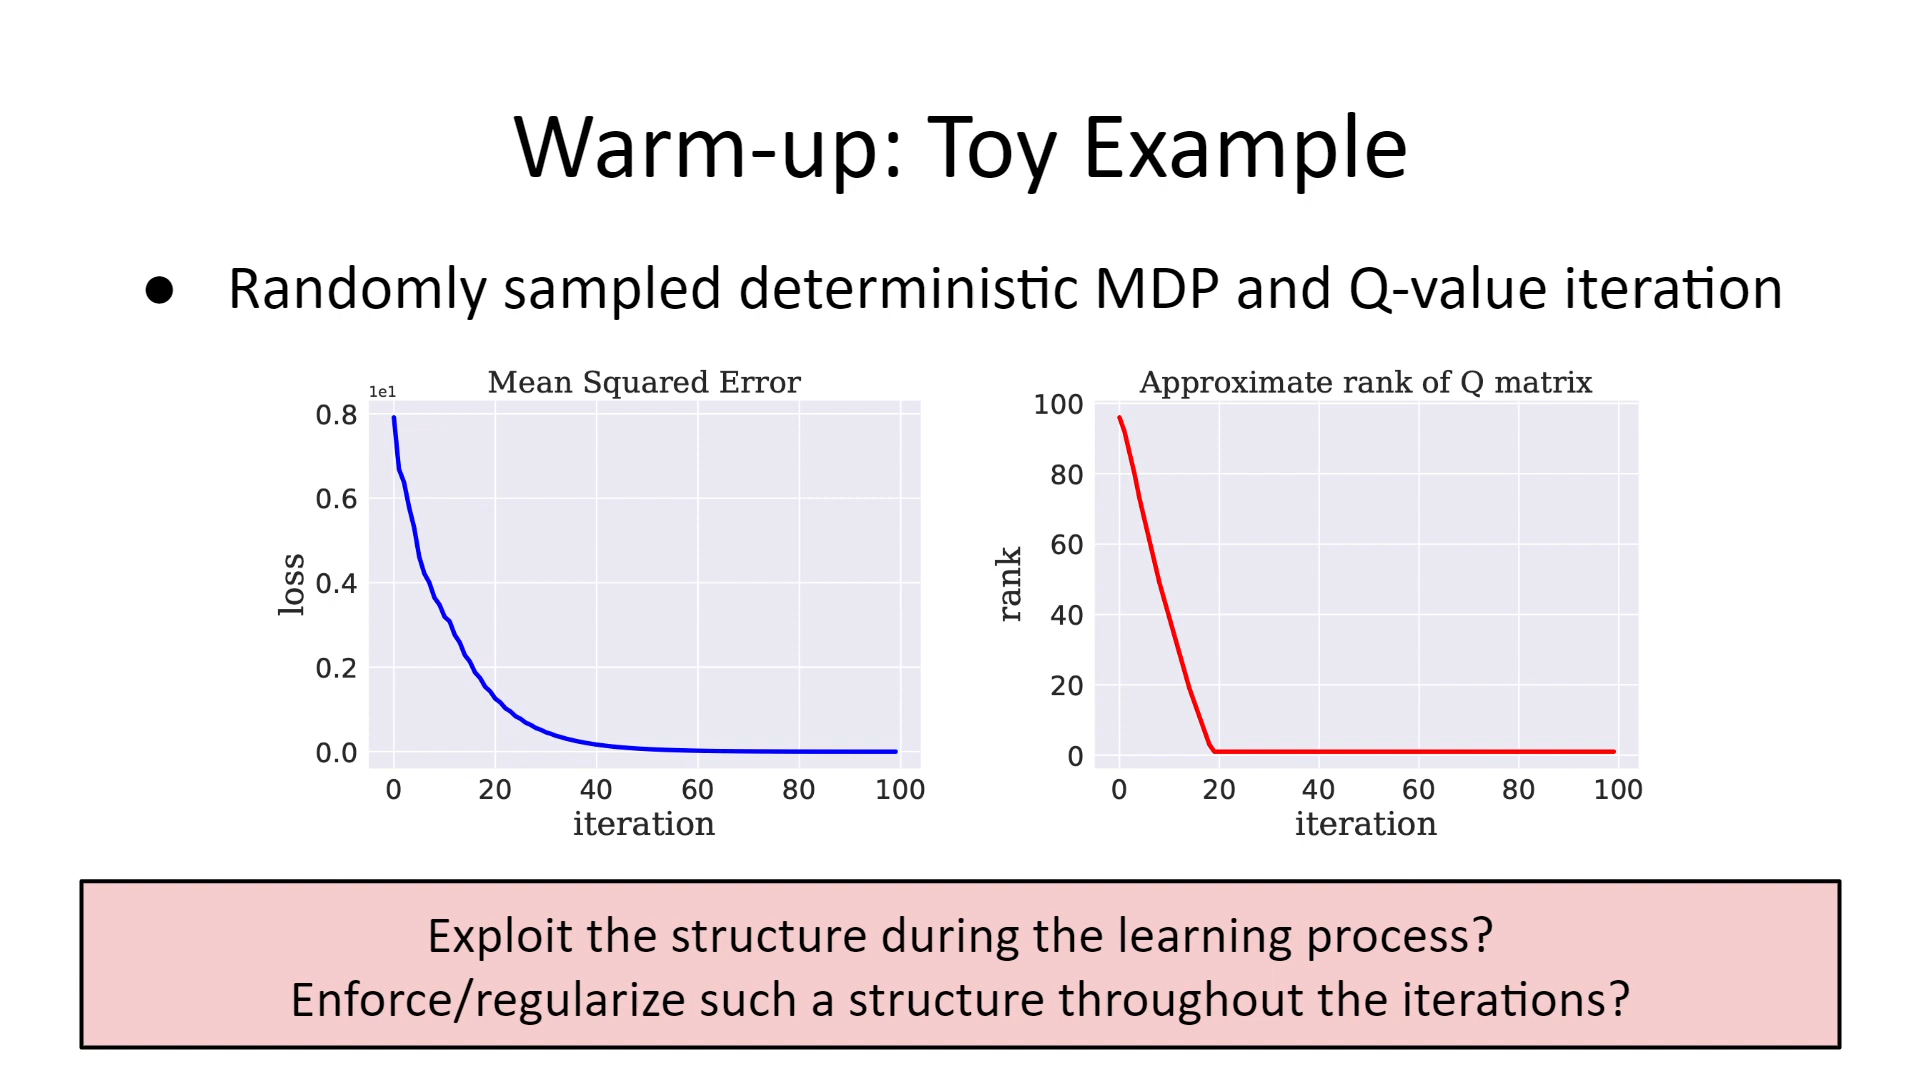 Warm-up: Toy Example
● Randomly sampled deterministic MDP and Q-value iteration
Mean Squared Error
1e1
0.8
0.6
0.4
0.2
0.0
loss
0 20 40 60 80 100
iteration
Approximate rank of Q matrix
100
80
60
40
20
0
rank
0 20 40 60 80 100
iteration
Exploit the structure during the learning process?
Enforce/regularize such a structure throughout the iterations?